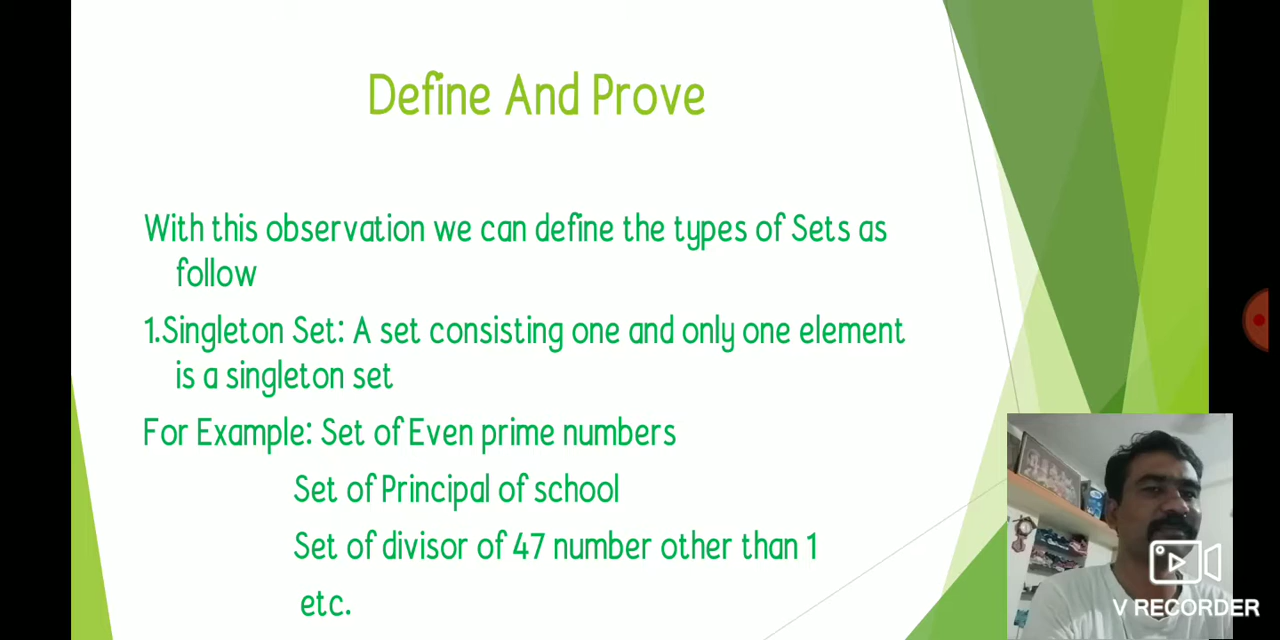 Define And Prove
With this observation we can define the types of Sets as
follow
1.Singleton Set: A set consisting one and only one element
is a singleton set
For Example: Set of Even prime numbers
Set of Principal of school
Set of divisor of 47 number other than 1
etc.
V RECORDER